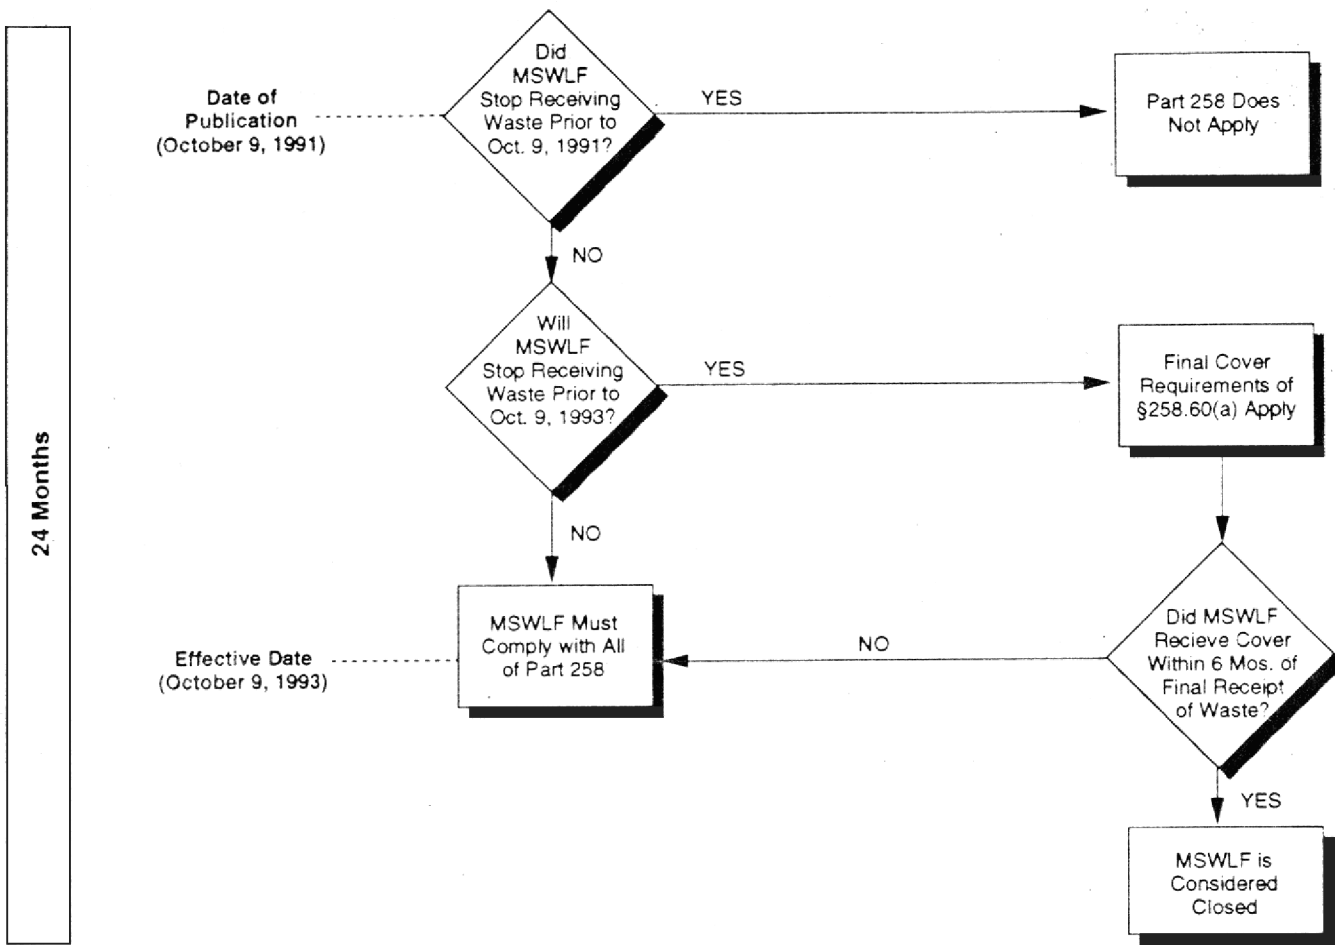 24 Months
Date of
Publication
(October 9, 1991)
Did
MSWLF
Stop Receiving
Waste Prior to
Oct. 9, 1991?
YES
Part 258 Does
Not Apply
NO
Will
MSWLF
Stop Receiving
Waste Prior to
Oct. 9, 1993?
YES
Final Cover
Requirements of
§258.60(a) Apply
NO
Effective Date
(October 9, 1993)
MSWLF Must
Comply with All
of Part 258
NO
Did MSWLF
Recieve Cover
Within 6 Mos. of
Final Receipt
of Waste?
YES
MSWLF is
Considered
Closed